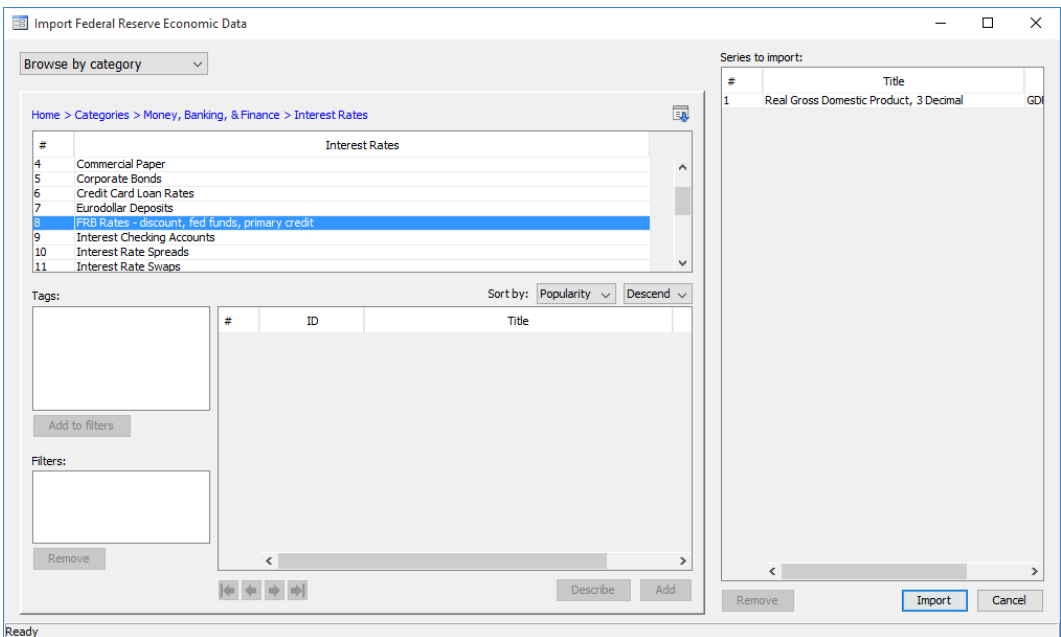 Import Federal Reserve Economic Data
Browse by category
Series to import:
# Title
1 Real Gross Domestic Product, 3 Decimal
Home > Categories > Money, Banking, & Finance > Interest Rates
# Interest Rates
4 Commercial Paper
5 Corporate Bonds
6 Credit Card Loan Rates
7 Eurodollar Deposits
8 FRB Rates - discount, fed funds, primary credit
9 Interest Checking Accounts
10 Interest Rate Spreads
11 Interest Rate Swaps
Tags:
Sort by: Popularity Descend
# ID Title
Add to filters
Filters:
Remove
Describe Add
Remove Import Cancel
Ready